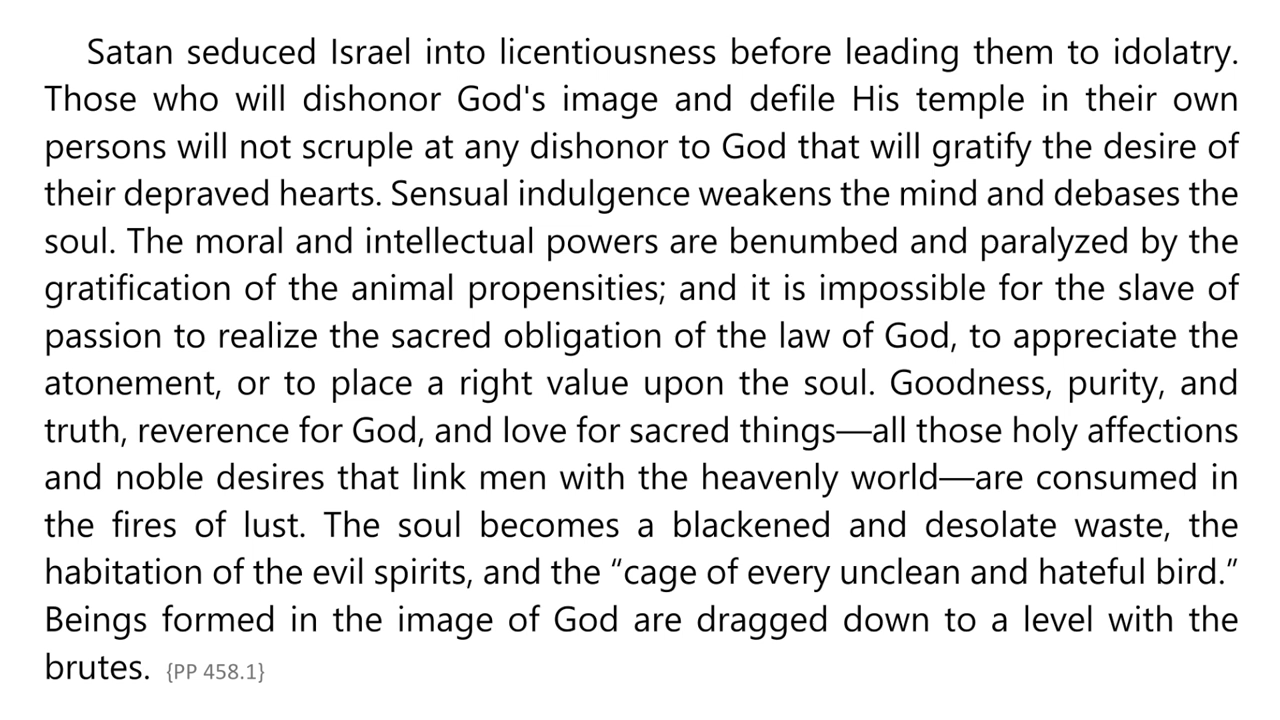 Satan seduced Israel into licentiousness before leading them to idolatry.
Those who will dishonor God's image and defile His temple in their own
persons will not scruple at any dishonor to God that will gratify the desire of
their depraved hearts. Sensual indulgence weakens the mind and debases the
soul. The moral and intellectual powers are benumbed and paralyzed by the
gratification of the animal propensities; and it is impossible for the slave of
passion to realize the sacred obligation of the law of God, to appreciate the
atonement, or to place a right value upon the soul. Goodness, purity, and
truth, reverence for God, and love for sacred things—all those holy affections
and noble desires that link men with the heavenly world—are consumed in
the fires of lust. The soul becomes a blackened and desolate waste, the
habitation of the evil spirits, and the “cage of every unclean and hateful bird.”
Beings formed in the image of God are dragged down to a level with the
brutes. {PP 458.1}